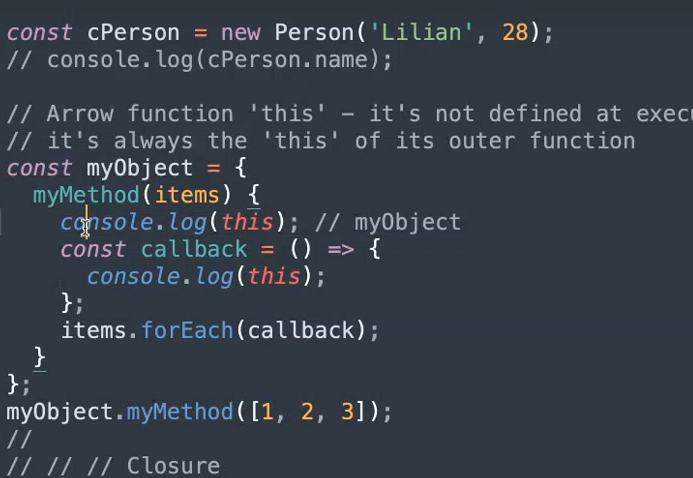 const cPerson = new Person('Lilian', 28);
// console.log(cPerson.name);
// Arrow function 'this' – it's not defined at execu
// it's always the 'this' of its outer function
const myObject = {
  myMethod(items) {
    console.log(this); // myObject
    const callback = () => {
      console.log(this);
    };
    items.forEach(callback);
  }
};
myObject.myMethod([1, 2, 3]);
//
// // // Closure